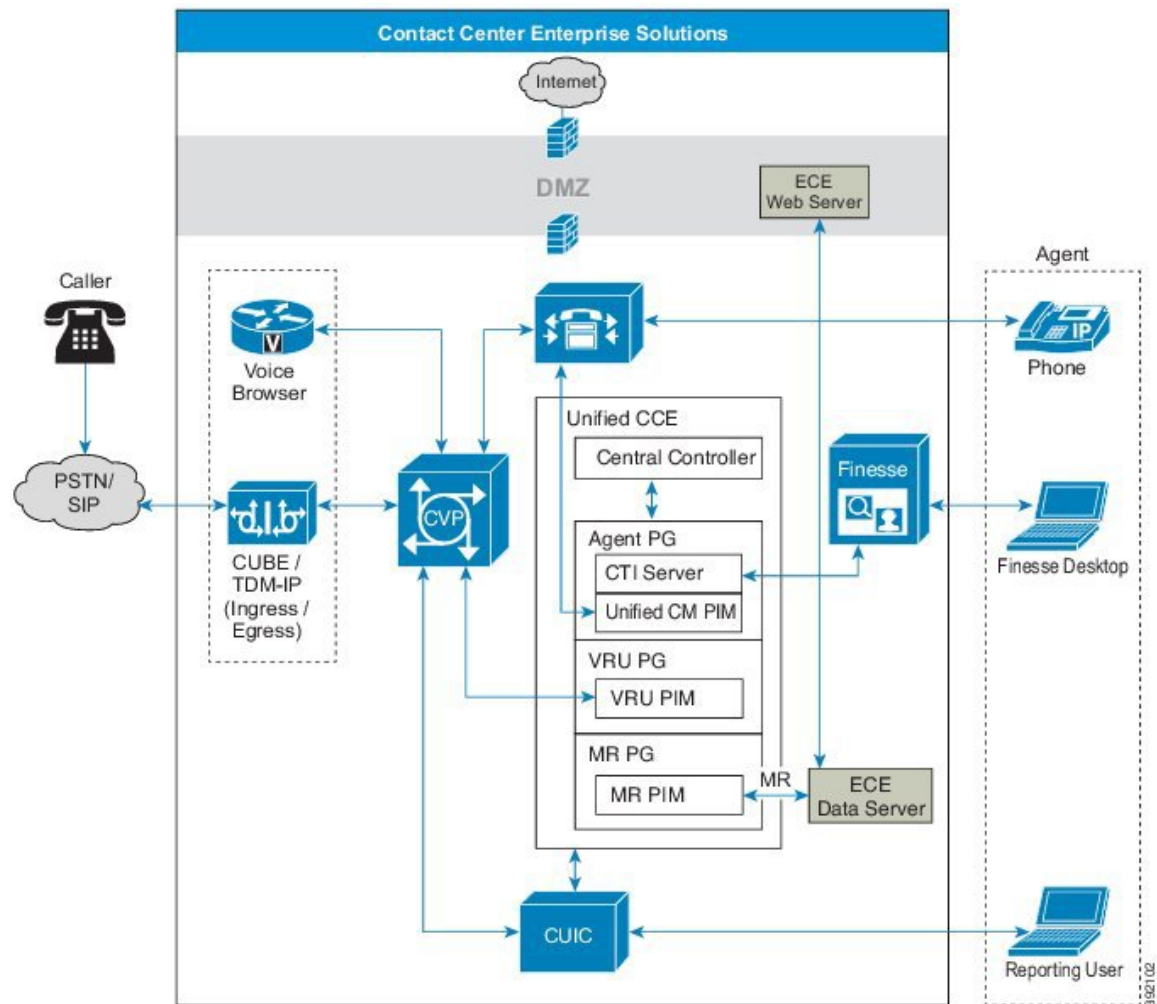 Contact Center Enterprise Solutions
Internet
DMZ
ECE
Web Server
Caller
Agent
Voice
Browser
V
IP
Phone
Unified CCE
Central Controller
PSTN/
SIP
CVP
Finesse
Agent PG
CTI Server
Unified CM PIM
CUBE /
TDM-IP
(Ingress /
Egress)
Finesse Desktop
VRU PG
VRU PIM
MR PG
MR PIM
MR
ECE
Data Server
CUIC
Reporting User
392102